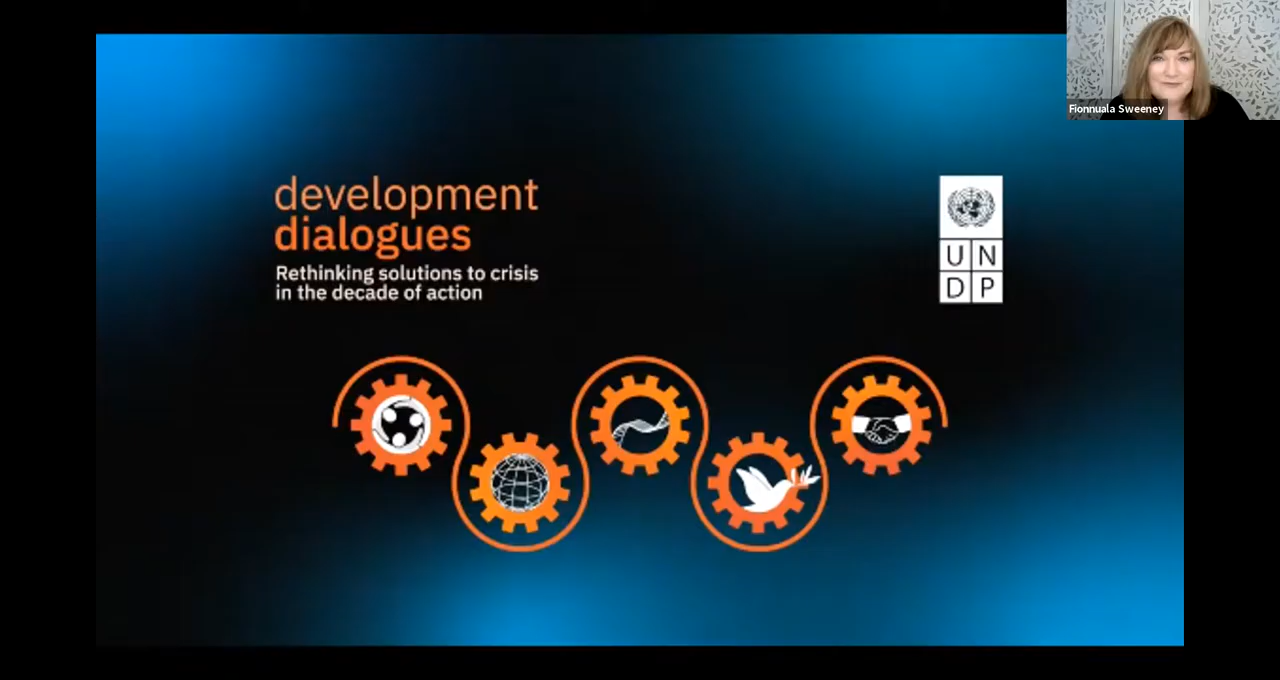 Fionnuala Sweeney
development
dialogues
Rethinking solutions to crisis
in the decade of action
U N
D P